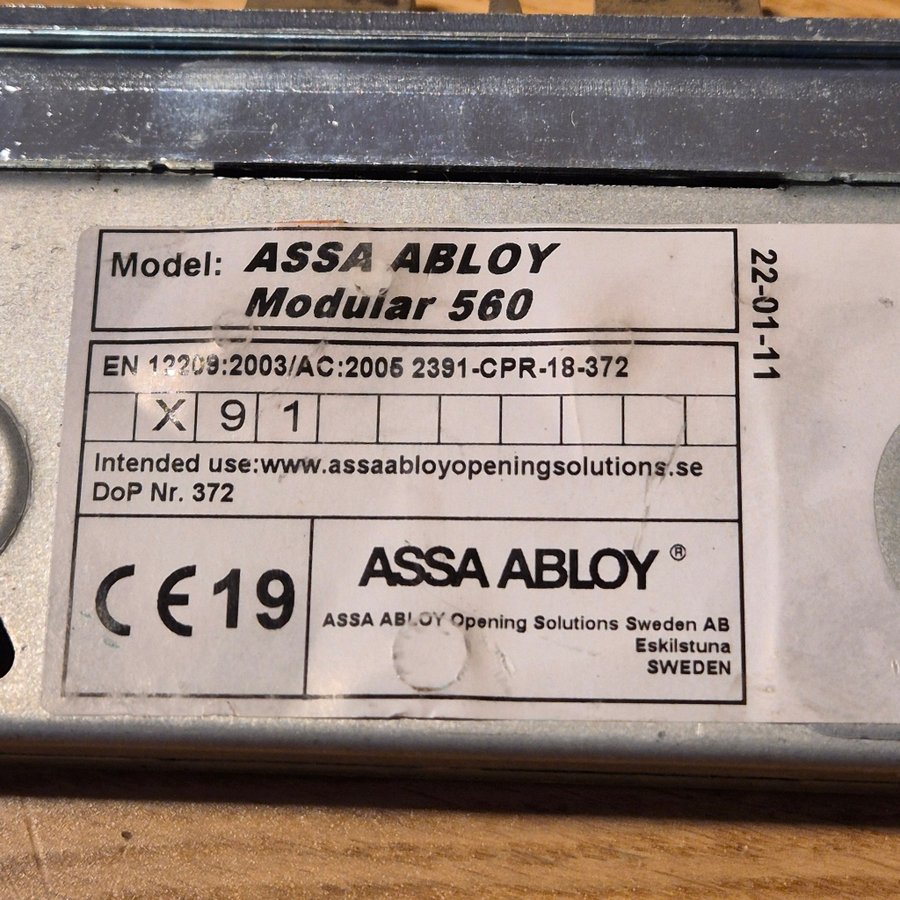 Model: ASSA ABLOY
Modular 560
22-01-11
EN 12209:2003/AC:2005 2391-CPR-18-372
X 9 1
Intended use:www.assaabloyopeningsolutions.se
DoP Nr. 372
CE 19
ASSA ABLOY®
ASSA ABLOY Opening Solutions Sweden AB
Eskilstuna
SWEDEN